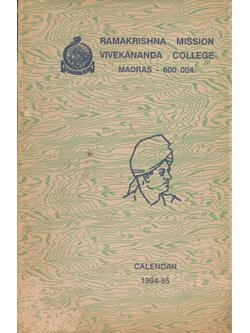 RAMAKRISHNA MISSION
VIVEKANANDA COLLEGE
MADRAS - 600 004.
CALENDAR
1994-95